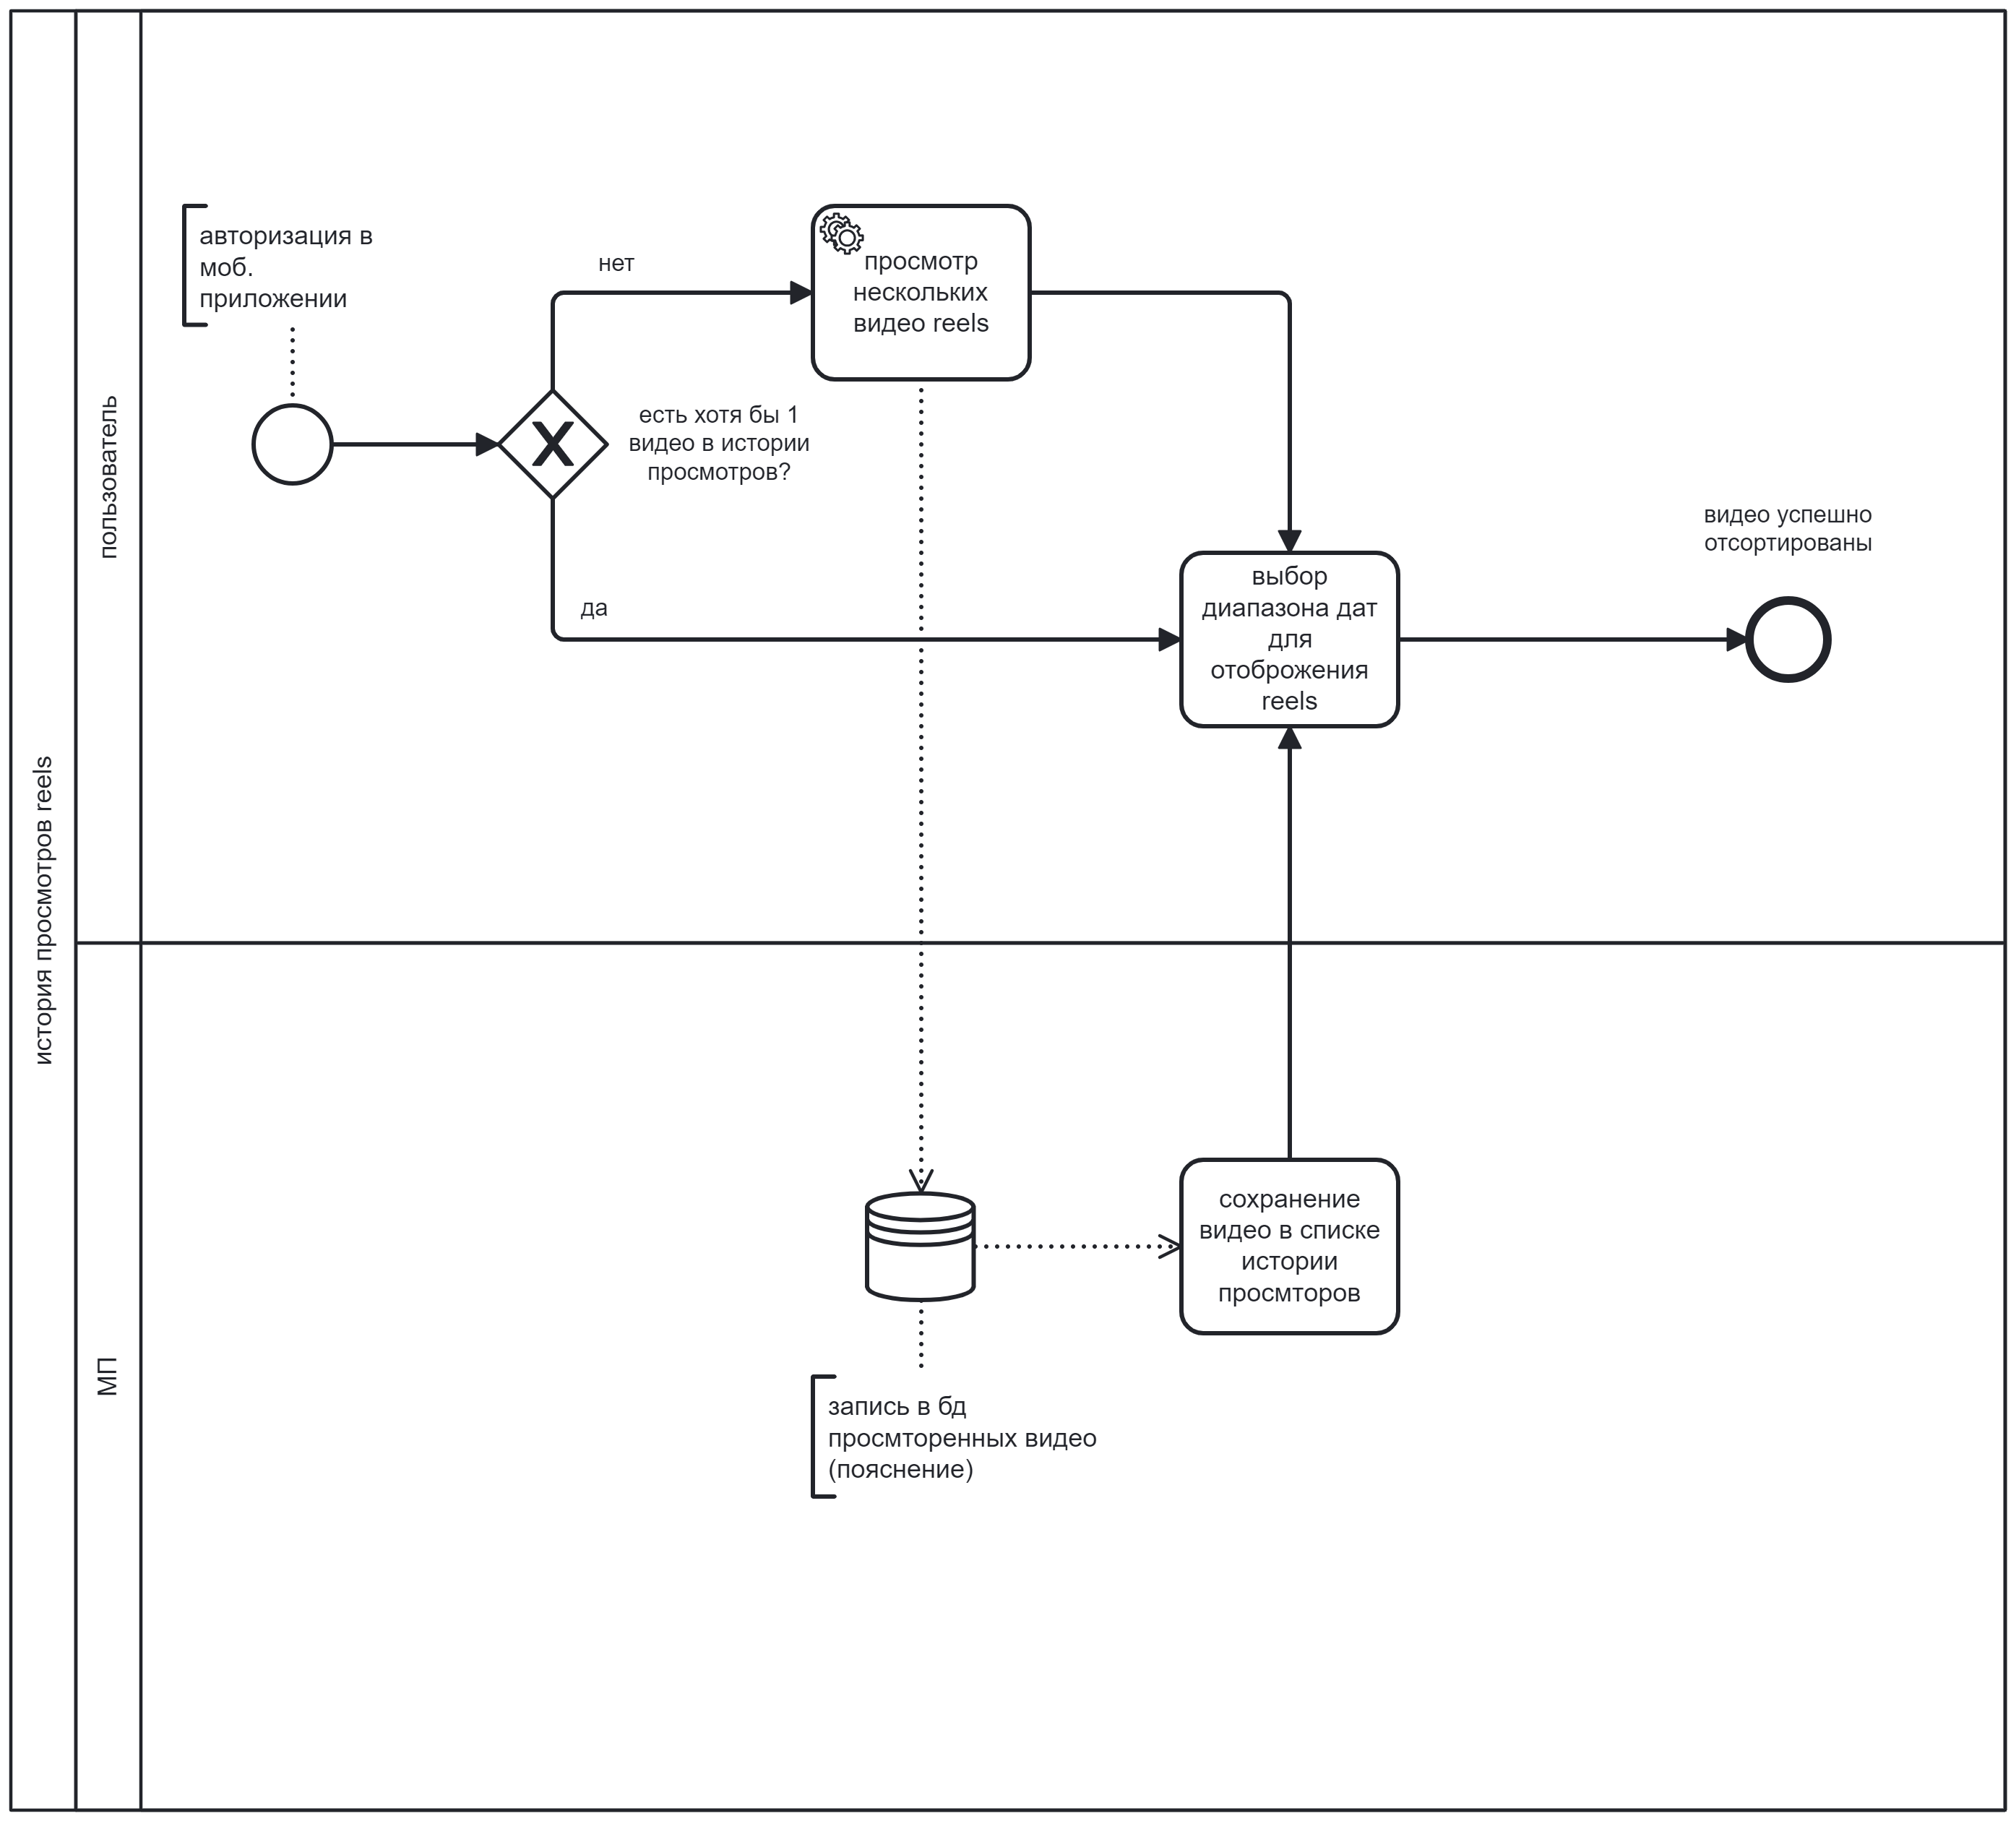 история просмотров reels
пользователь
авторизация в
моб.
приложении
нет
есть хотя бы 1
видео в истории
просмотров?
да
просмотр
нескольких
видео reels
выбор
диапазона дат
для
отоброжения
reels
видео успешно
отсортированы
МП
запись в бд
просмторенных видео
(пояснение)
сохранение
видео в списке
истории
просмторов